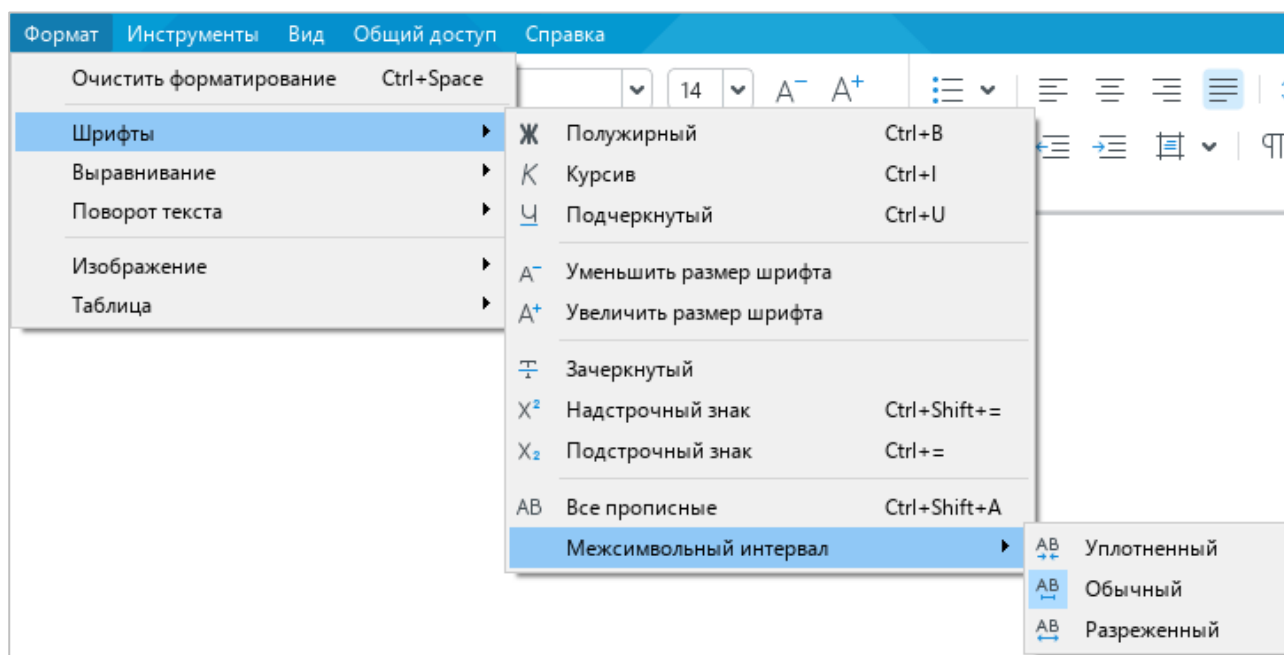 Формат Инструменты Вид Общий доступ Справка
Очистить форматирование Ctrl+Space
14 A− A+
Шрифты
Ж Полужирный Ctrl+B
Выравнивание
К Курсив Ctrl+I
Поворот текста
Ч Подчеркнутый Ctrl+U
Изображение
A− Уменьшить размер шрифта
Таблица
A+ Увеличить размер шрифта
T Зачеркнутый
X² Надстрочный знак Ctrl+Shift+=
X₂ Подстрочный знак Ctrl+=
AB Все прописные Ctrl+Shift+A
Межсимвольный интервал
AB Уплотненный
AB Обычный
AB Разреженный